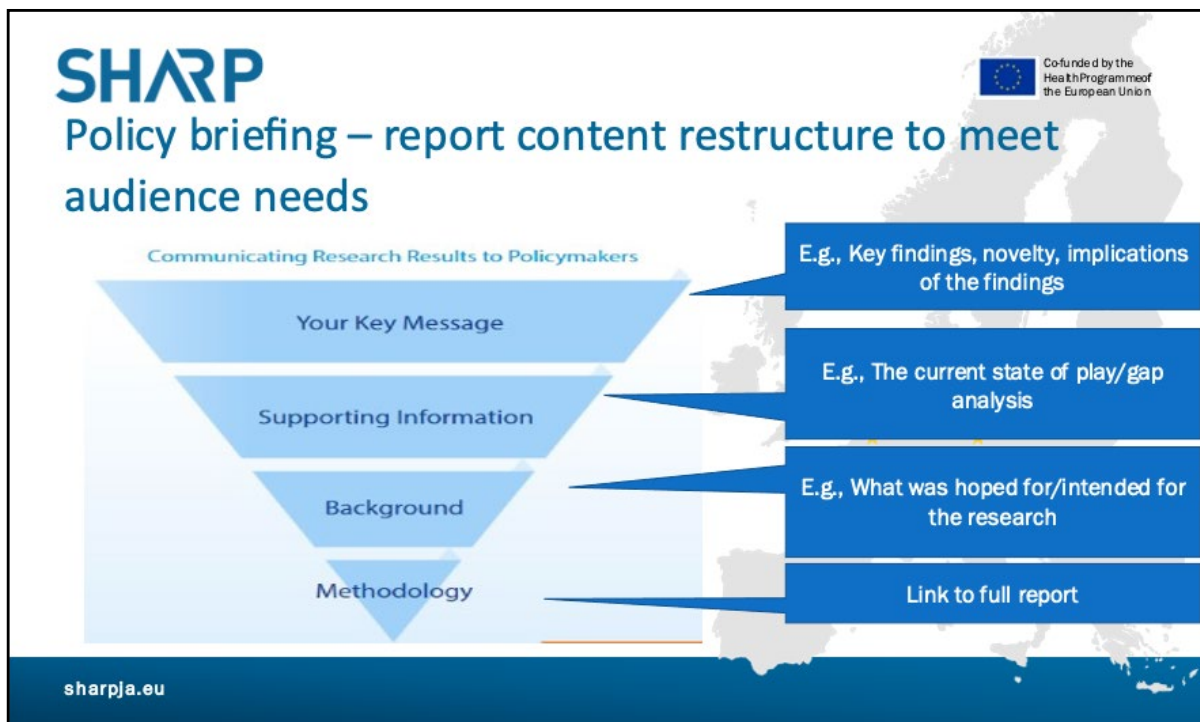 SHARP
Co-funded by the
HealthProgrammeof
the European Union
Policy briefing – report content restructure to meet
audience needs
Communicating Research Results to Policymakers
Your Key Message
Supporting Information
Background
Methodology
E.g., Key findings, novelty, implications
of the findings
E.g., The current state of play/gap
analysis
E.g., What was hoped for/intended for
the research
Link to full report
sharpja.eu